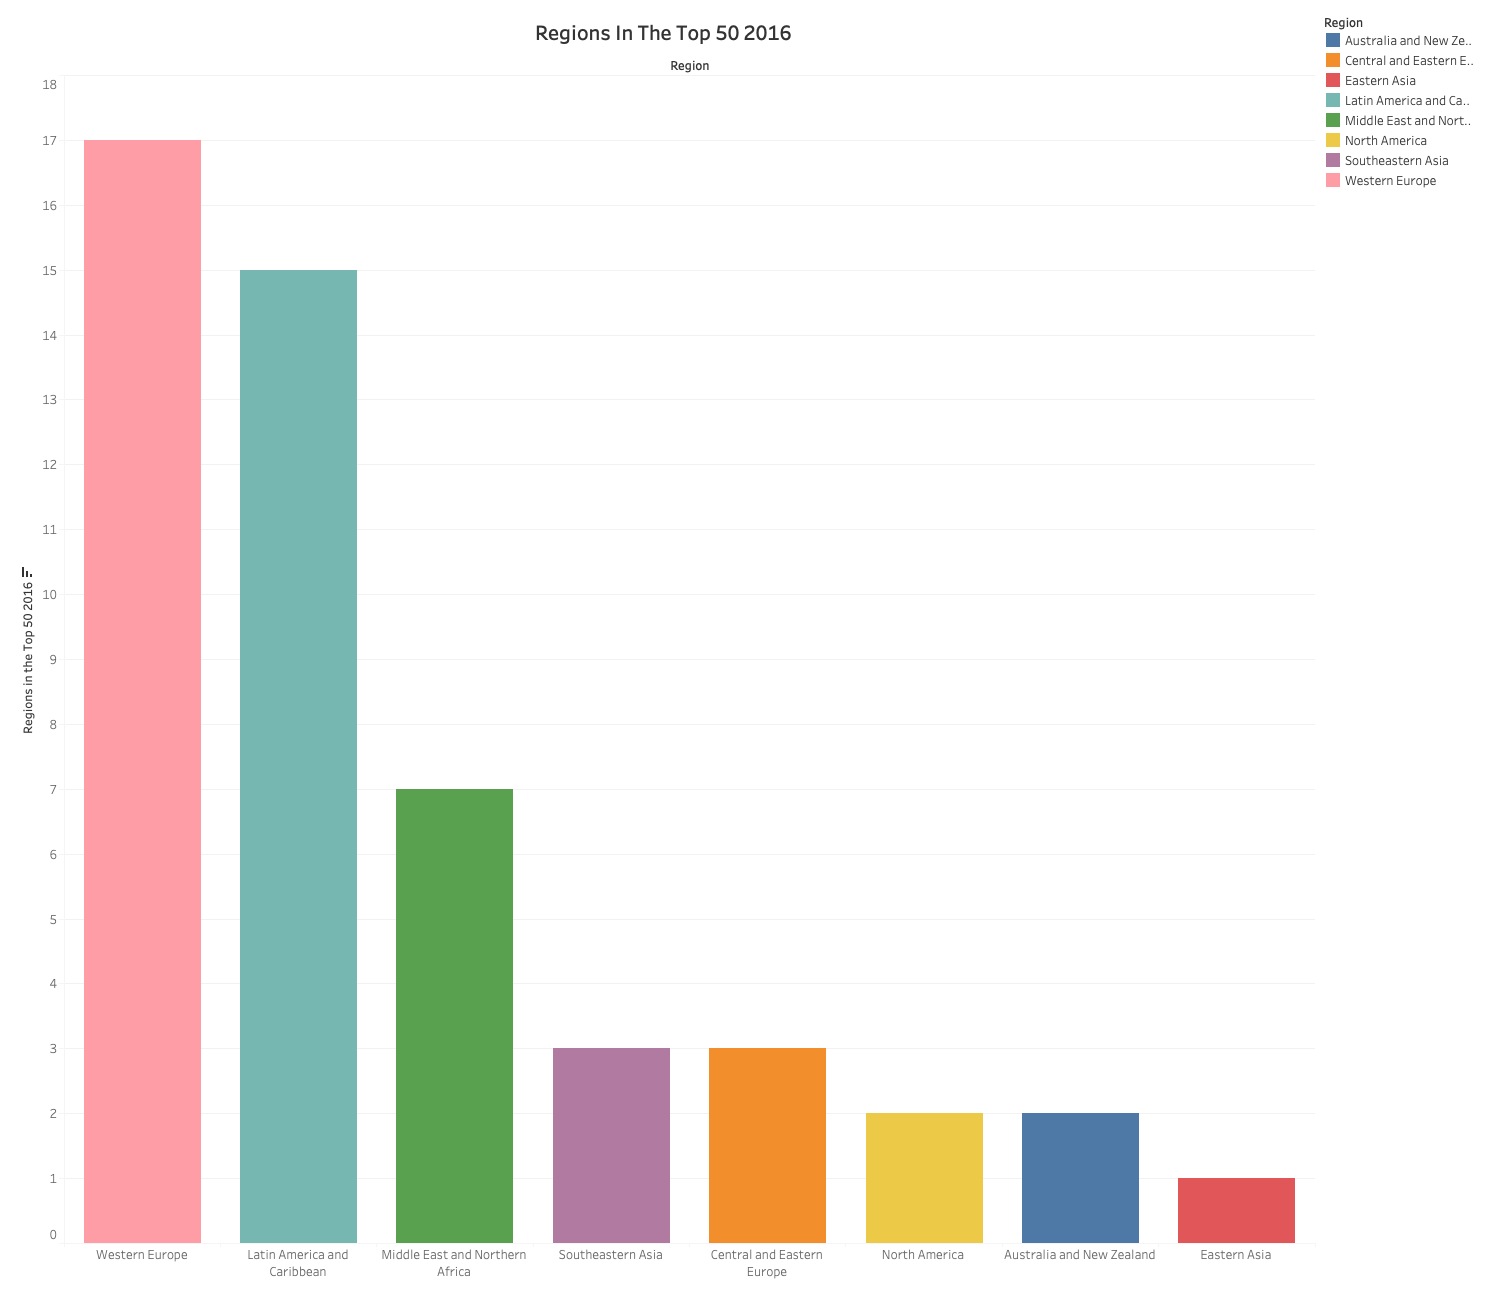 Regions In The Top 50 2016
Region
18
17
16
15
14
13
12
11
10
9
8
7
6
5
4
3
2
1
0
Regions in the Top 50 2016
Western Europe
Latin America and
Caribbean
Middle East and Northern
Africa
Southeastern Asia
Central and Eastern
Europe
North America
Australia and New Zealand
Eastern Asia
Region
Australia and New Ze..
Central and Eastern E..
Eastern Asia
Latin America and Ca..
Middle East and Nort..
North America
Southeastern Asia
Western Europe